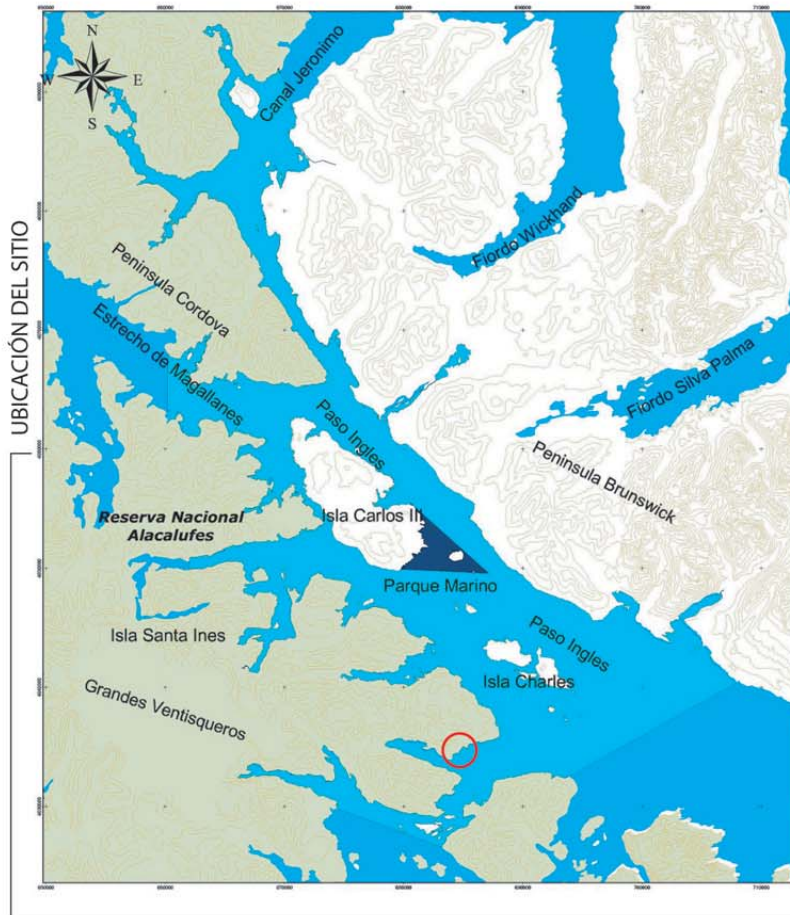 N
W E
S
UBICACIÓN DEL SITIO
Canal Jeronimo
Fiordo Wickhand
Peninsula Cordova
Estrecho de Magallanes
Paso Ingles
Fiordo Silva Palma
Peninsula Brunswick
Isla Carlos III
Reserva Nacional
Alacalufes
Parque Marino
Isla Santa Ines
Paso Ingles
Isla Charles
Grandes Ventisqueros